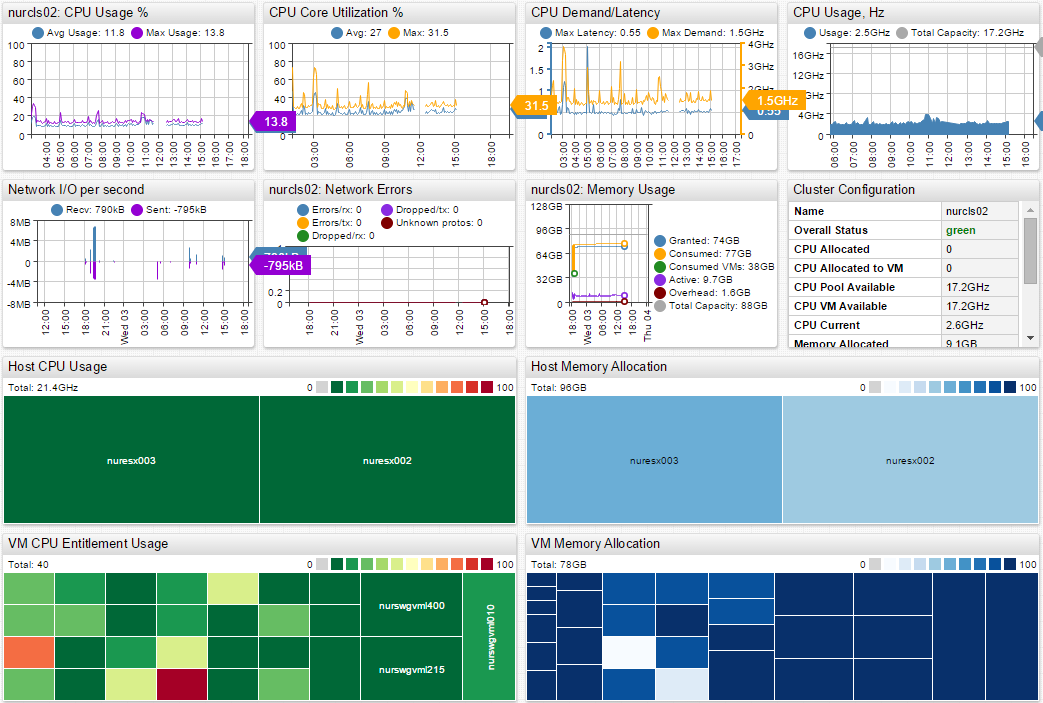 nurcls02: CPU Usage %
Avg Usage: 11.8 Max Usage: 13.8
100
80
60
40
20
0
13.8
04:00 05:00 06:00 07:00 08:00 09:00 10:00 11:00 12:00 13:00 14:00 15:00 16:00 17:00 18:00
CPU Core Utilization %
Avg: 27 Max: 31.5
100
80
60
40
20
0
31.5
03:00 06:00 09:00 12:00 15:00 18:00
CPU Demand/Latency
Max Latency: 0.55 Max Demand: 1.5GHz
2
1.5
1
0.5
0
4GHz
3GHz
1.5GHz
0.55
0
03:00 04:00 05:00 06:00 07:00 08:00 09:00 10:00 11:00 12:00 13:00 14:00 15:00 16:00 17:00
CPU Usage, Hz
Usage: 2.5GHz Total Capacity: 17.2GHz
16GHz
12GHz
GHz
4GHz
0
06:00 07:00 08:00 09:00 10:00 11:00 12:00 13:00 14:00 15:00 16:00
Network I/O per second
Recv: 790kB Sent: -795kB
8MB
4MB
0
-4MB
-8MB
-795kB
12:00 15:00 18:00 21:00 Wed 03 03:00 06:00 09:00 12:00 15:00 18:00
nurcls02: Network Errors
Errors/rx: 0 Dropped/tx: 0
Errors/tx: 0 Unknown protos: 0
Dropped/rx: 0
0.2
0
18:00 21:00 Wed 03 03:00 06:00 09:00 12:00 15:00 18:00
nurcls02: Memory Usage
128GB
96GB
64GB
32GB
0
18:00 Wed 03 06:00 12:00 18:00 Thu 04
Granted: 74GB
Consumed: 77GB
Consumed VMs: 38GB
Active: 9.7GB
Overhead: 1.6GB
Total Capacity: 88GB
Cluster Configuration
Name nurcls02
Overall Status green
CPU Allocated 0
CPU Allocated to VM 0
CPU Pool Available 17.2GHz
CPU VM Available 17.2GHz
CPU Current 2.6GHz
Memory Allocated 9.1GB
Host CPU Usage
Total: 21.4GHz 0 100
nuresx003 nuresx002
Host Memory Allocation
Total: 96GB 0 100
nuresx003 nuresx002
VM CPU Entitlement Usage
Total: 40 0 100
nurswgvml400
nurswgvml010
nurswgvml215
VM Memory Allocation
Total: 78GB 0 100